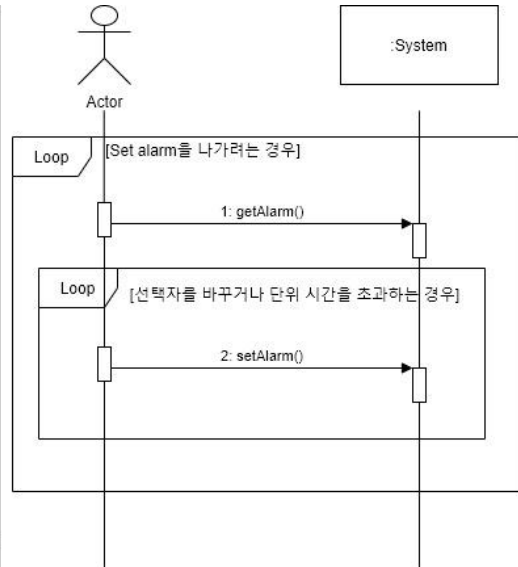 :System
Actor
Loop
[Set alarm을 나가려는 경우]
1: getAlarm()
Loop
[선택자를 바꾸거나 단위 시간을 초과하는 경우]
2: setAlarm()